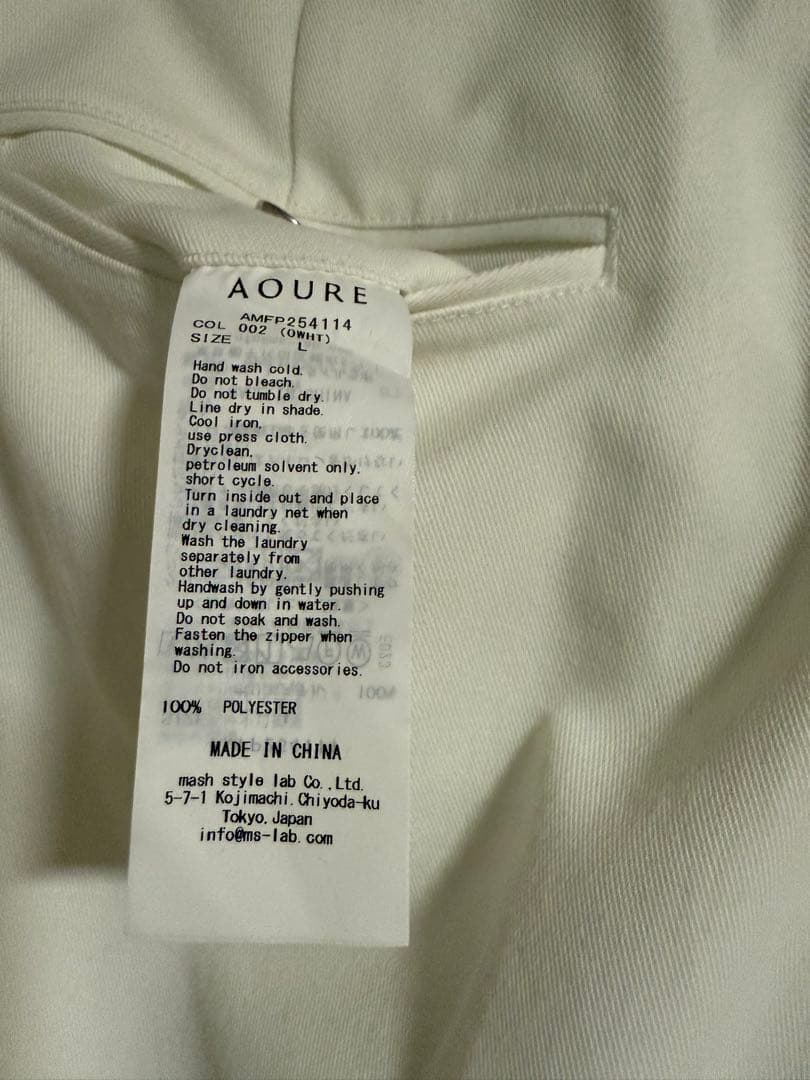 AOURE
AMFP254114
COL 002 (OWHT)
SIZE L
Hand wash cold.
Do not bleach.
Do not tumble dry.
Line dry in shade.
Cool iron,
use press cloth.
Dryclean,
petroleum solvent only.
short cycle.
Turn inside out and place
in a laundry net when
dry cleaning.
Wash the laundry
separately from
other laundry.
Handwash by gently pushing
up and down in water.
Do not soak and wash.
Fasten the zipper when
washing.
Do not iron accessories.
100% POLYESTER
MADE IN CHINA
mash style lab Co.,Ltd.
5-7-1 Kojimachi,Chiyoda-ku
Tokyo,Japan
info@ms-lab.com